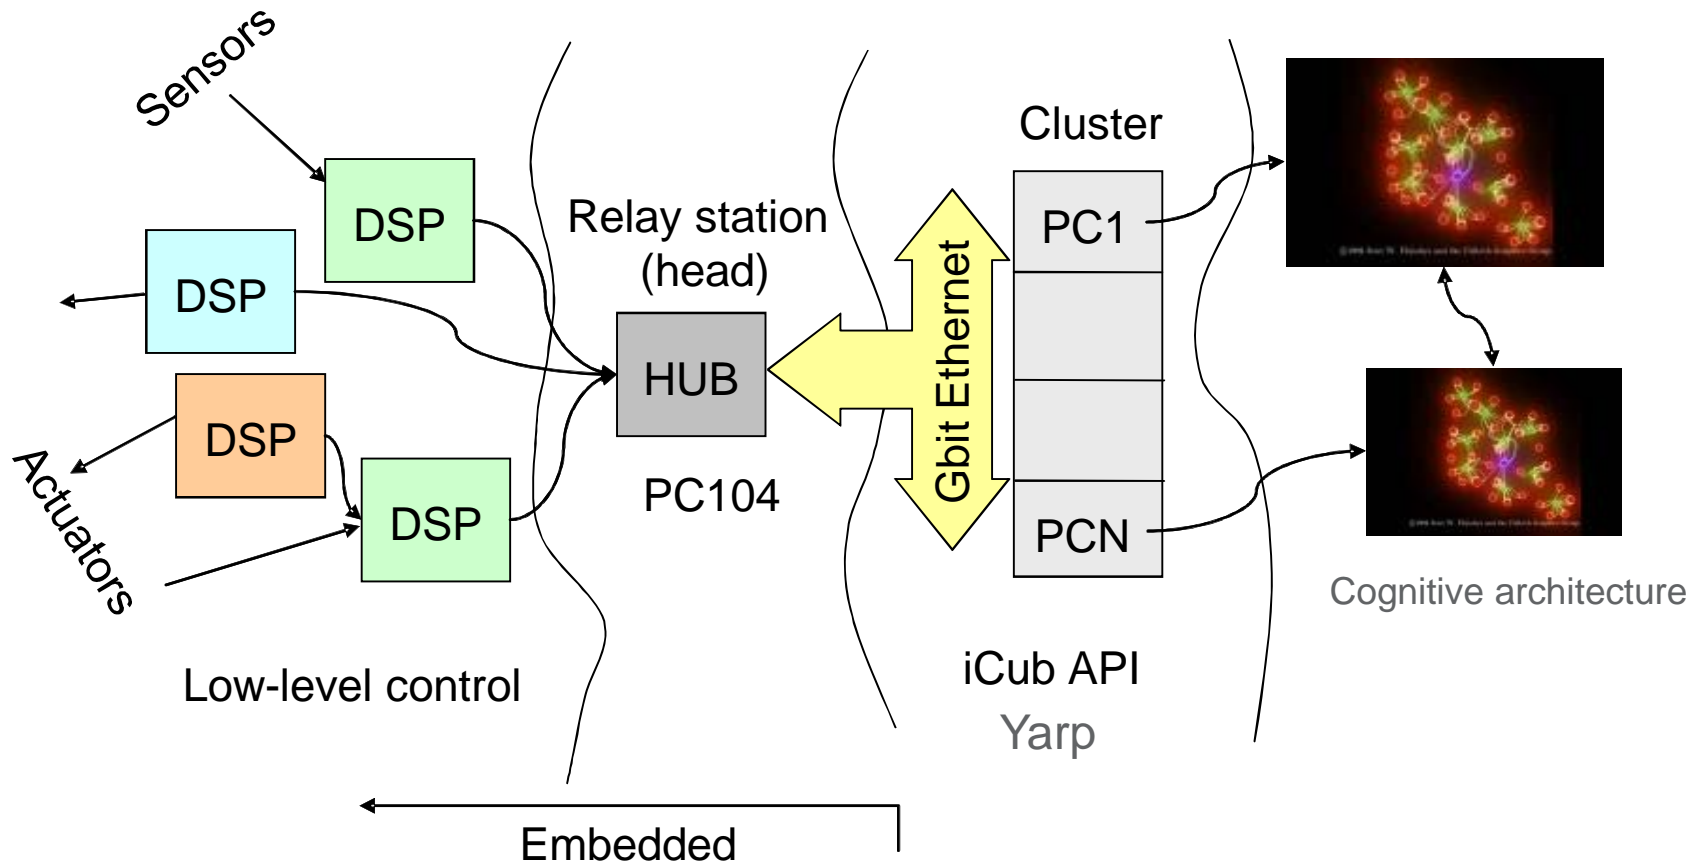 Sensors
Cluster
DSP
Relay station
(head)
PC1
DSP
HUB
Gbit Ethernet
DSP
PC104
DSP
PCN
Actuators
Cognitive architecture
Low-level control
iCub API
Yarp
Embedded